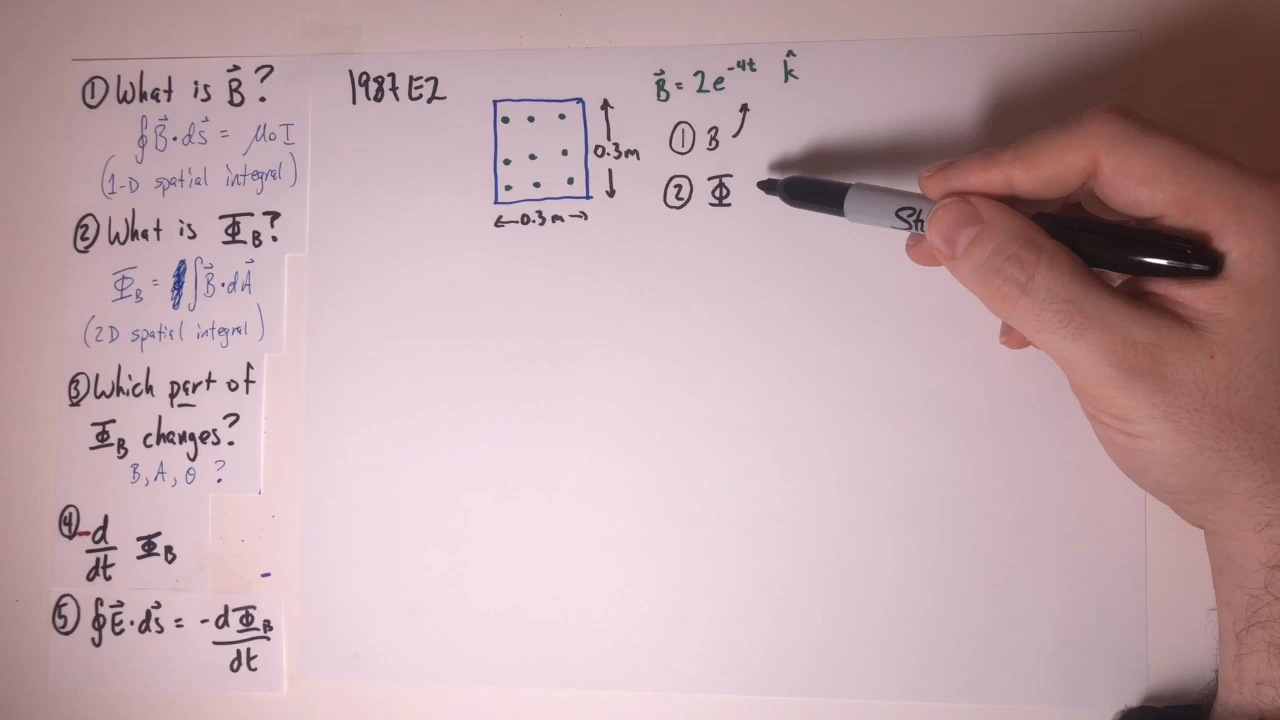 ① What is B⃗?
∮B⃗·ds⃗ = μ₀I
(1-D spatial integral)
② What is Φ_B?
Φ_B = ∫B⃗·dA⃗
(2D spatial integral)
③ Which part of
Φ_B changes?
B, A, θ ?
④ -d/dt Φ_B
⑤ ∮E⃗·ds⃗ = -dΦ_B/dt
1987 E2
0.3m
0.3m
B⃗ = 2e^-4t k̂
① B
② Φ
Sh